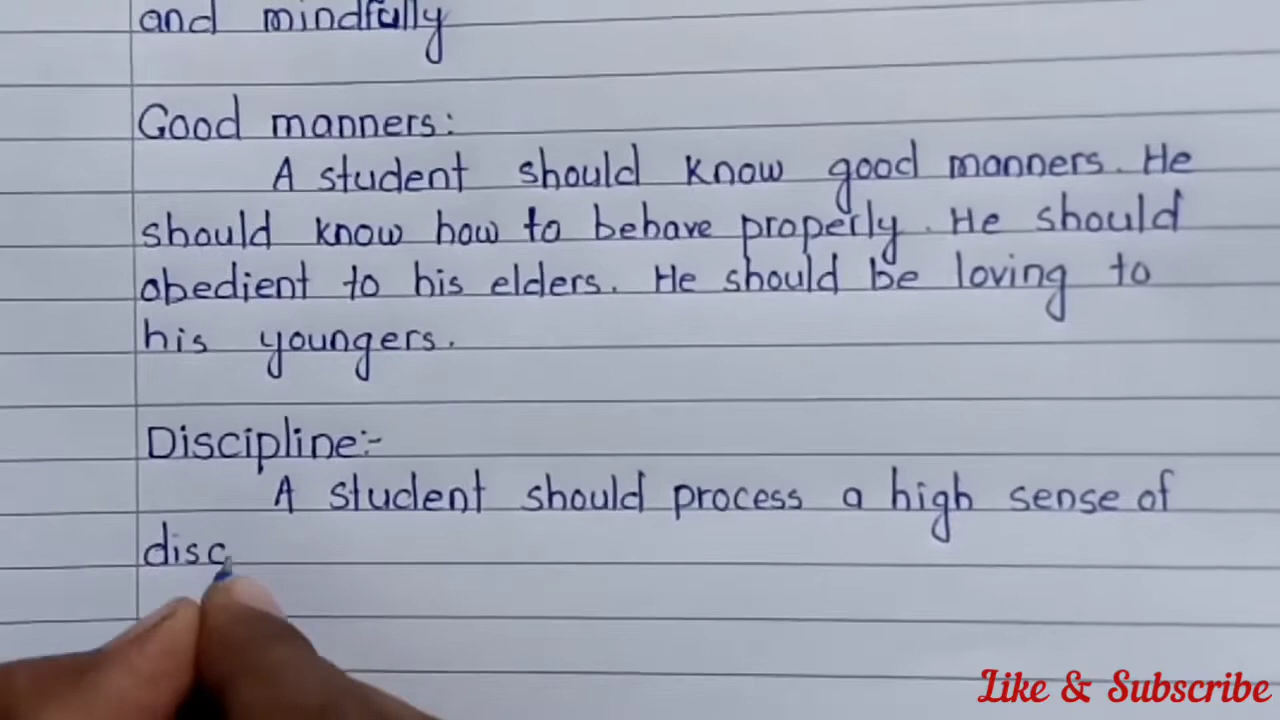 and mindfully
Good manners:
A student should know good manners. He
should know how to behave properly. He should
obedient to his elders. He should be loving to
his youngers.
Discipline:-
A student should process a high sense of
disc
Like & Subscribe